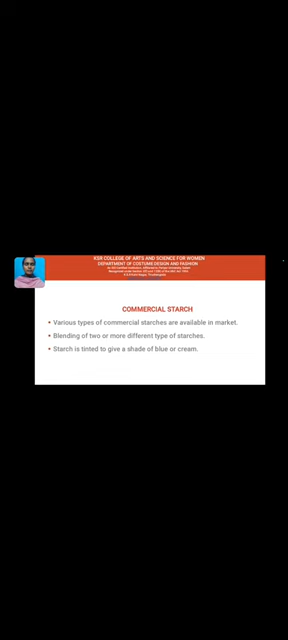 KSR COLLEGE OF ARTS AND SCIENCE FOR WOMEN
DEPARTMENT OF COSTUME DESIGN AND FASHION
COMMERCIAL STARCH
• Various types of commercial starches are available in market.
• Blending of two or more different type of starches.
• Starch is tinted to give a shade of blue or cream.